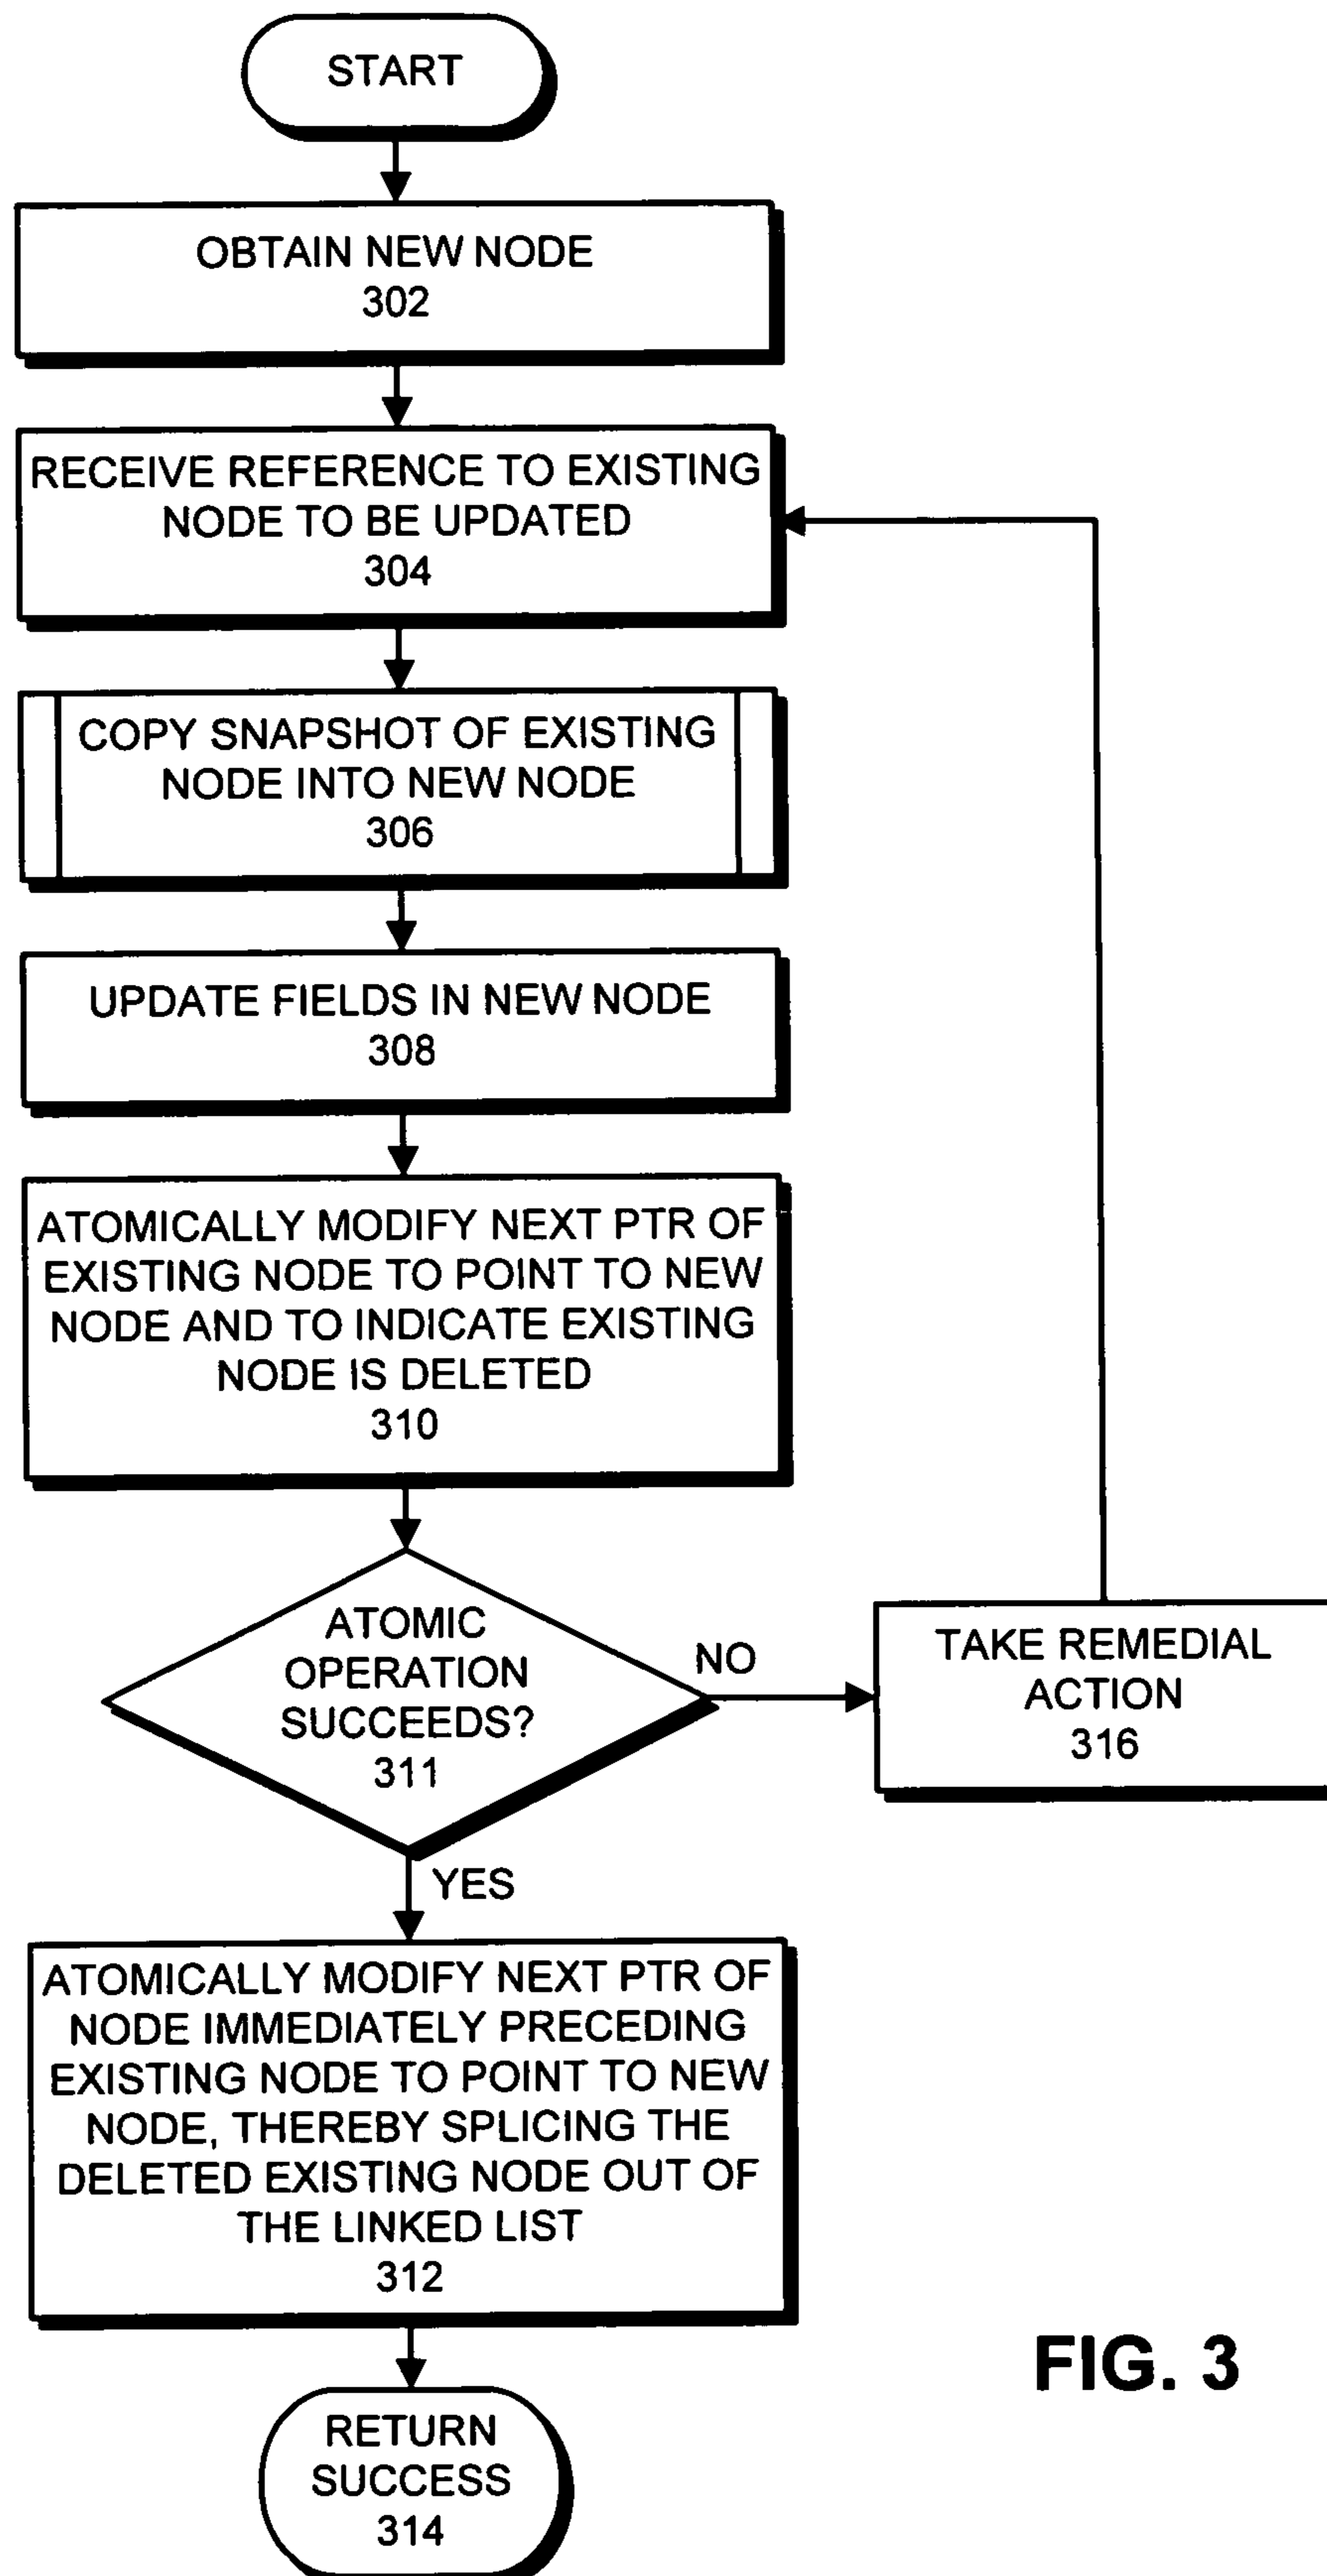 START
OBTAIN NEW NODE
302
RECEIVE REFERENCE TO EXISTING
NODE TO BE UPDATED
304
COPY SNAPSHOT OF EXISTING
NODE INTO NEW NODE
306
UPDATE FIELDS IN NEW NODE
308
ATOMICALLY MODIFY NEXT PTR OF
EXISTING NODE TO POINT TO NEW
NODE AND TO INDICATE EXISTING
NODE IS DELETED
310
ATOMIC
OPERATION
SUCCEEDS?
311
NO
TAKE REMEDIAL
ACTION
316
YES
ATOMICALLY MODIFY NEXT PTR OF
NODE IMMEDIATELY PRECEDING
EXISTING NODE TO POINT TO NEW
NODE, THEREBY SPLICING THE
DELETED EXISTING NODE OUT OF
THE LINKED LIST
312
RETURN
SUCCESS
314
FIG. 3